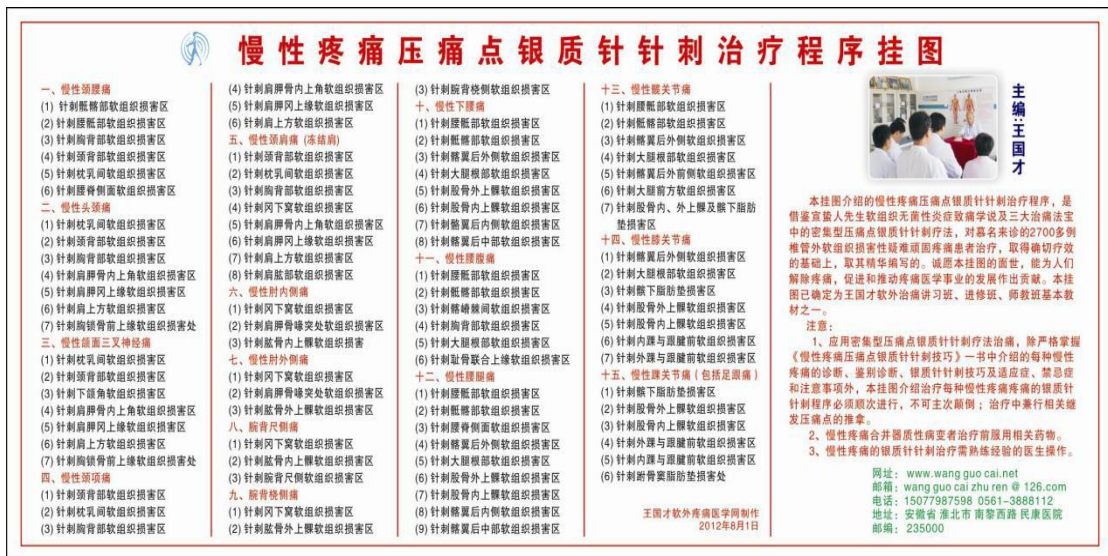 慢性疼痛压痛点银质针针刺治疗程序挂图
一、慢性颈腰痛
(1) 针刺骶髂部软组织损害区
(2) 针刺腰骶部软组织损害区
(3) 针刺胸背部软组织损害区
(4) 针刺颈背部软组织损害区
(5) 针刺枕乳间软组织损害区
(6) 针刺腰脊侧面软组织损害区
二、慢性头颈痛
(1) 针刺枕乳间软组织损害区
(2) 针刺颈背部软组织损害区
(3) 针刺胸背部软组织损害区
(4) 针刺肩胛骨内上角软组织损害区
(5) 针刺肩胛冈上缘软组织损害区
(6) 针刺肩上方软组织损害区
(7) 针刺胸锁骨前上缘软组织损害处
三、慢性颌面三叉神经痛
(1) 针刺枕乳间软组织损害区
(2) 针刺颈背部软组织损害区
(3) 针刺下颌角软组织损害区
(4) 针刺肩胛骨内上角软组织损害区
(5) 针刺肩胛冈上缘软组织损害区
(6) 针刺肩上方软组织损害区
(7) 针刺胸锁骨前上缘软组织损害处
四、慢性颈项痛
(1) 针刺颈背部软组织损害区
(2) 针刺枕乳间软组织损害区
(3) 针刺胸背部软组织损害区
(4) 针刺肩胛骨内上角软组织损害区
(5) 针刺肩胛冈上缘软组织损害区
(6) 针刺肩上方软组织损害区
五、慢性颈肩痛 (冻结肩)
(1) 针刺颈背部软组织损害区
(2) 针刺枕乳间软组织损害区
(3) 针刺胸背部软组织损害区
(4) 针刺冈下窝软组织损害区
(5) 针刺肩胛骨内上角软组织损害区
(6) 针刺肩胛冈上缘软组织损害区
(7) 针刺肩上方软组织损害区
(8) 针刺肩肱部软组织损害区
六、慢性肘内侧痛
(1) 针刺冈下窝软组织损害区
(2) 针刺肩胛骨喙突处软组织损害区
(3) 针刺肱骨内上髁软组织损害
七、慢性肘外侧痛
(1) 针刺冈下窝软组织损害区
(2) 针刺肩胛骨喙突处软组织损害区
(3) 针刺肱骨外上髁软组织损害区
八、腕背尺侧痛
(1) 针刺冈下窝软组织损害区
(2) 针刺肱骨内上髁软组织损害区
(3) 针刺腕背尺侧软组织损害区
九、腕背桡侧痛
(1) 针刺冈下窝软组织损害区
(2) 针刺肱骨外上髁软组织损害区
(3) 针刺腕背桡侧软组织损害区
十、慢性下腰痛
(1) 针刺腰骶部软组织损害区
(2) 针刺骶髂部软组织损害区
(3) 针刺髂翼后外侧软组织损害区
(4) 针刺大腿根部软组织损害区
(5) 针刺股骨外上髁软组织损害区
(6) 针刺股骨内上髁软组织损害区
(7) 针刺髂翼后内侧软组织损害区
(8) 针刺髂翼后中部软组织损害区
十一、慢性腰腹痛
(1) 针刺腰骶部软组织损害区
(2) 针刺骶髂部软组织损害区
(3) 针刺髂嵴棘间软组织损害区
(4) 针刺胸背部软组织损害区
(5) 针刺大腿根部软组织损害区
(6) 针刺耻骨联合上缘软组织损害区
十二、慢性腰腿痛
(1) 针刺腰骶部软组织损害区
(2) 针刺骶髂部软组织损害区
(3) 针刺腰脊侧面软组织损害区
(4) 针刺髂翼后外侧软组织损害区
(5) 针刺大腿根部软组织损害区
(6) 针刺股骨外上髁软组织损害区
(7) 针刺股骨内上髁软组织损害区
(8) 针刺髂翼后内侧软组织损害区
(9) 针刺髂翼后中部软组织损害区
十三、慢性髋关节痛
(1) 针刺腰骶部软组织损害区
(2) 针刺骶髂部软组织损害区
(3) 针刺髂翼后外侧软组织损害区
(4) 针刺大腿根部软组织损害区
(5) 针刺髂翼后前侧软组织损害区
(6) 针刺大腿前方软组织损害区
(7) 针刺股骨内、外上髁及髌下脂肪
垫损害区
十四、慢性膝关节痛
(1) 针刺髂翼后外侧软组织损害区
(2) 针刺大腿根部软组织损害区
(3) 针刺髌下脂肪垫损害区
(4) 针刺股骨外上髁软组织损害区
(5) 针刺股骨内上髁软组织损害区
(6) 针刺内踝与跟腱前软组织损害区
(7) 针刺外踝与跟腱前软组织损害区
十五、慢性踝关节痛 (包括足跟痛)
(1) 针刺髌下脂肪垫损害区
(2) 针刺股骨外上髁软组织损害区
(3) 针刺股骨内上髁软组织损害区
(4) 针刺外踝与跟腱前软组织损害区
(5) 针刺内踝与跟腱前软组织损害区
(6) 针刺跗骨窦脂肪垫损害处
王国才软外疼痛医学网制作
2012年8月1日
主编:王国才
本挂图介绍的慢性疼痛压痛点银质针针刺治疗程序，是
借鉴宣蛰人先生软组织无菌性炎症致痛学说及三大治痛法宝
中的密集型压痛点银质针针刺疗法，对慕名来诊的2700多例
椎管外软组织损害性疑难顽固疼痛患者治疗，取得确切疗效
的基础上，取其精华编写的。诚愿本挂图的面世，能为人们
解除疼痛，促进和推动疼痛医学事业的发展作出贡献。本挂
图已确定为王国才软外治痛讲习班、进修班、师教班基本教
材之一。
注意：
1、应用密集型压痛点银质针针刺疗法治痛，除严格掌握
《慢性疼痛压痛点银质针针刺技巧》一书中介绍的每种慢性
疼痛的诊断、鉴别诊断、银质针针刺技巧及适应症、禁忌症
和注意事项外，本挂图介绍治疗每种慢性疼痛疼痛的银质针
针刺程序必须顺次进行，不可主次颠倒；治疗中兼行相关继
发压痛点的推拿。
2、慢性疼痛合并器质性病变者治疗前服用相关药物。
3、慢性疼痛的银质针针刺治疗需熟练经验的医生操作。
网址：www.wang guo cai.net
邮箱：wang guo cai zhu ren @ 126.com
电话：15077987598 0561-3888112
地址：安徽省 淮北市 南黎西路 民康医院
邮编：235000